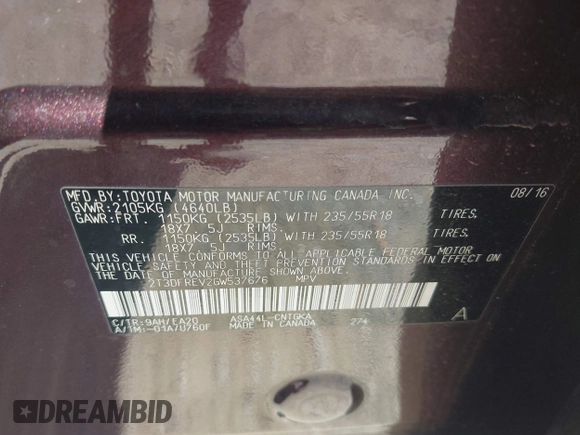 MFD.BY:TOYOTA MOTOR MANUFACTURING CANADA INC. 08/16
GVWR:2105KG (4640LB)
GAWR:FRT. 1150KG (2535LB) WITH 235/55R18 TIRES.
18X7. 5J RIMS.
RR. 1150KG (2535LB) WITH 235/55R18 TIRES.
18X7. 5J RIMS.
THIS VEHICLE CONFORMS TO ALL APPLICABLE FEDERAL MOTOR
VEHICLE SAFETY AND THEFT PREVENTION STANDARDS IN EFFECT ON
THE DATE OF MANUFACTURE SHOWN ABOVE.
2T3DFREV2GW537676 MPV
C/TR:9AH/FA20 ASA44L-CNTGKA A
A/TM:-03A/U760F MADE IN CANADA 274
DREAMBID